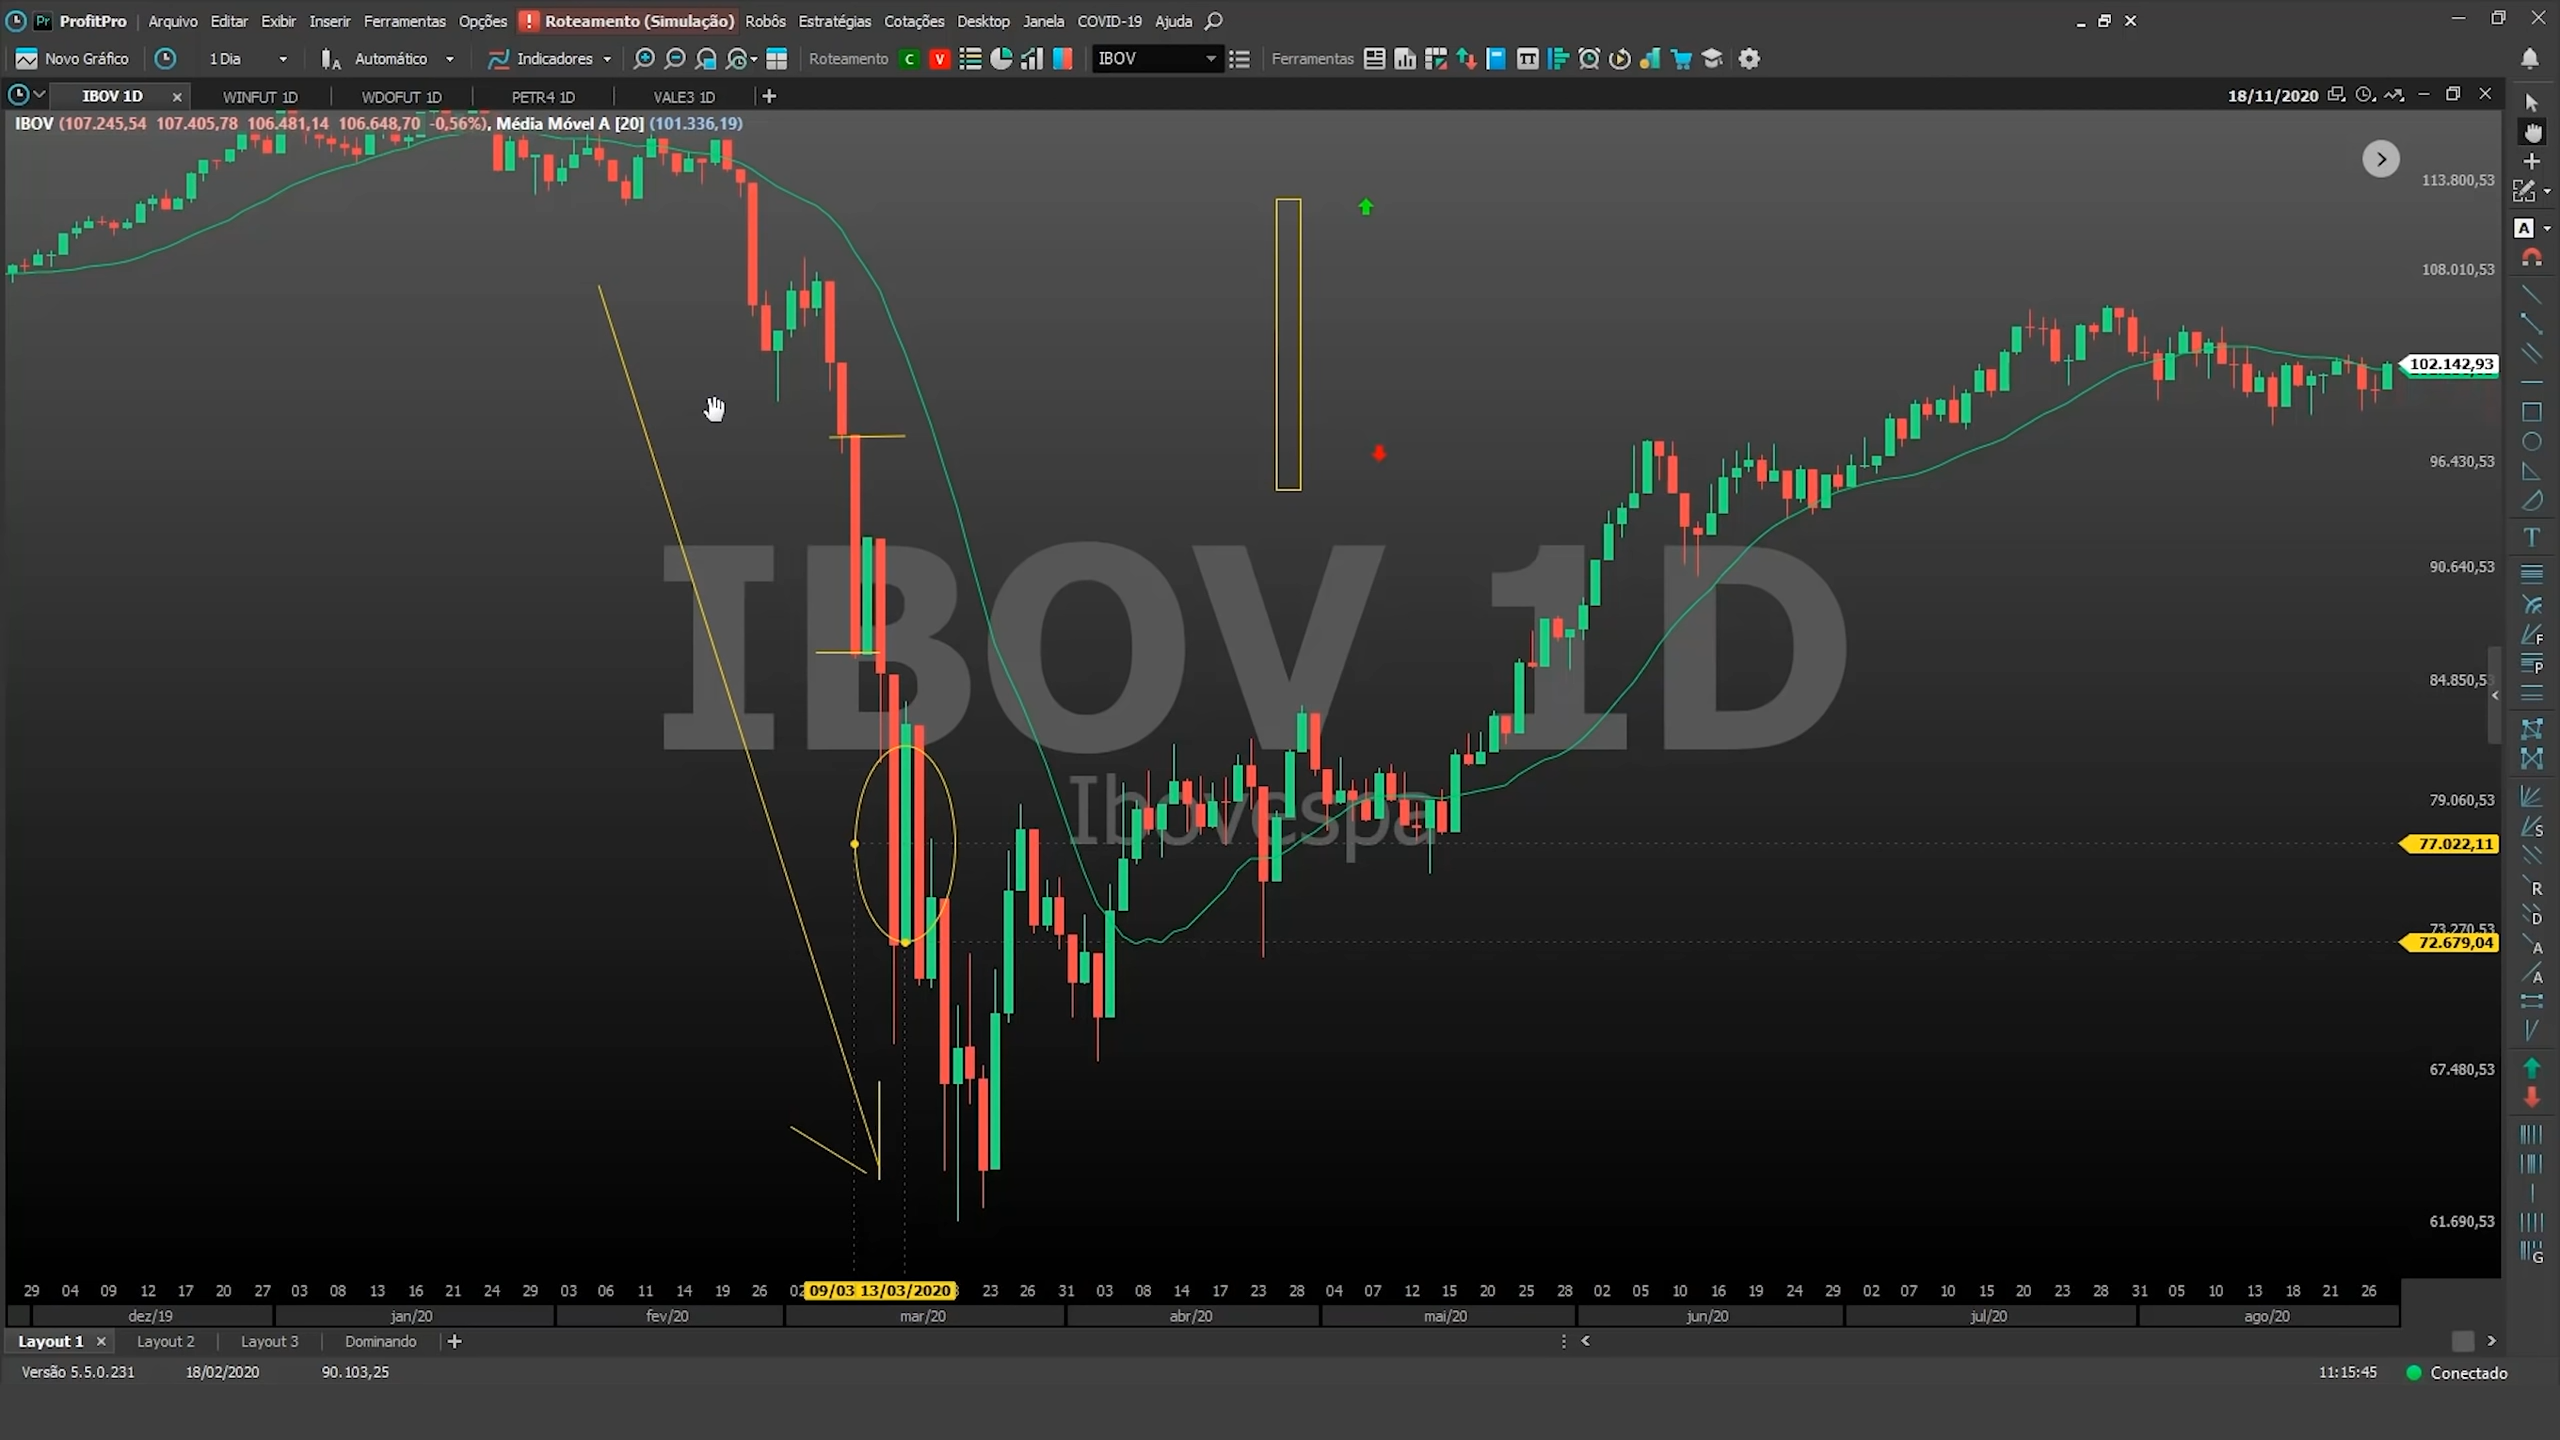 ProfitPro Arquivo Editar Exibir Inserir Ferramentas Opções ! Roteamento (Simulação) Robôs Estratégias Cotações Desktop Janela COVID-19 Ajuda
Novo Gráfico 1 Dia Automático Indicadores Roteamento C V IBOV Ferramentas
IBOV 1D WINFUT 1D WDOFUT 1D PETR4 1D VALE3 1D 18/11/2020
IBOV (107.245,54 107.405,78 106.481,14 106.648,70 -0,56%), Média Móvel A [20] (101.336,19)
113.800,53
108.010,53
102.142,93
96.430,53
90.640,53
84.850,53
79.060,53
77.022,11
73.270,53
72.679,04
67.480,53
61.690,53
IBOV 1D
Ibovespa
29 04 09 12 17 20 27 03 08 13 16 21 24 29 03 06 11 14 19 26 02 09/03 13/03/2020 23 26 31 03 08 14 17 23 28 04 07 12 15 20 25 28 02 05 10 16 19 24 29 02 07 10 15 20 23 28 31 05 10 13 18 21 26
dez/19 jan/20 fev/20 mar/20 abr/20 mai/20 jun/20 jul/20 ago/20
Layout 1 Layout 2 Layout 3 Dominando
Versão 5.5.0.231 18/02/2020 90.103,25 11:15:45 Conectado